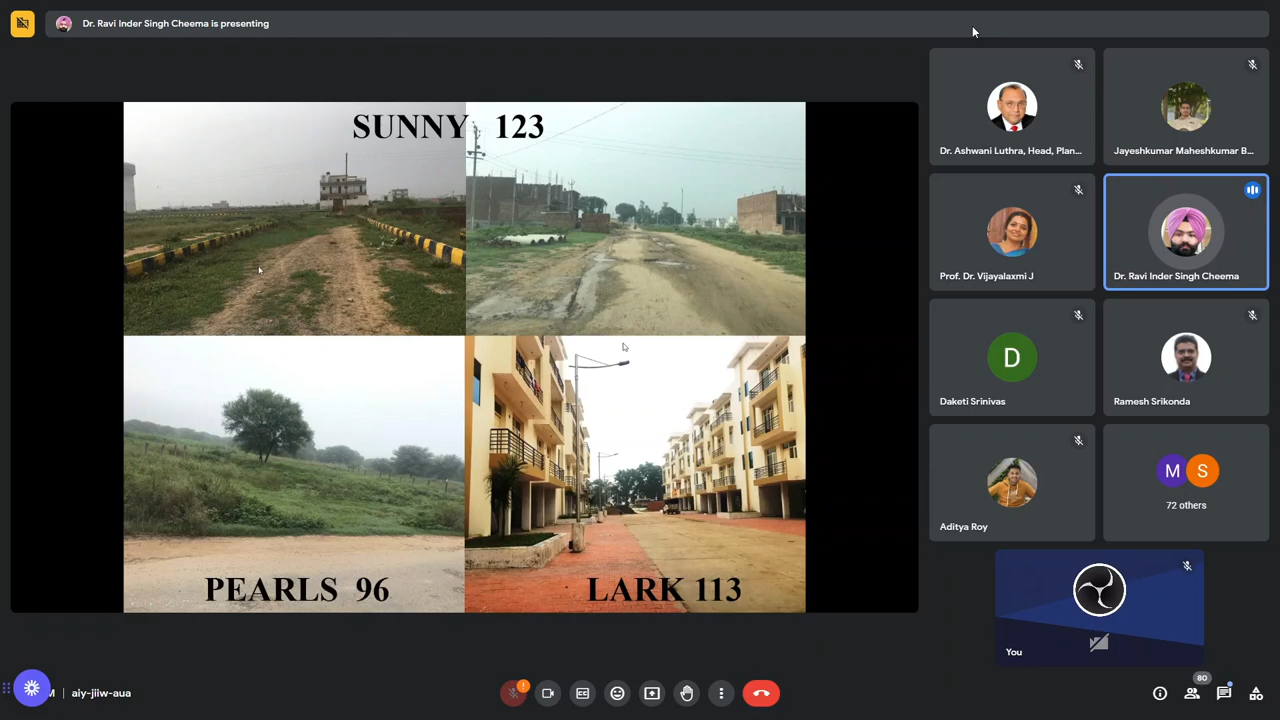 Dr. Ravi Inder Singh Cheema is presenting
SUNNY 123
PEARLS 96
LARK 113
Dr. Ashwani Luthra, Head, Plan...
Jayeshkumar Maheshkumar B...
Prof. Dr. Vijayalaxmi J
Dr. Ravi Inder Singh Cheema
D
Daketi Srinivas
Ramesh Srikonda
Aditya Roy
M S
72 others
You
M | aiy-jiiw-aua
80